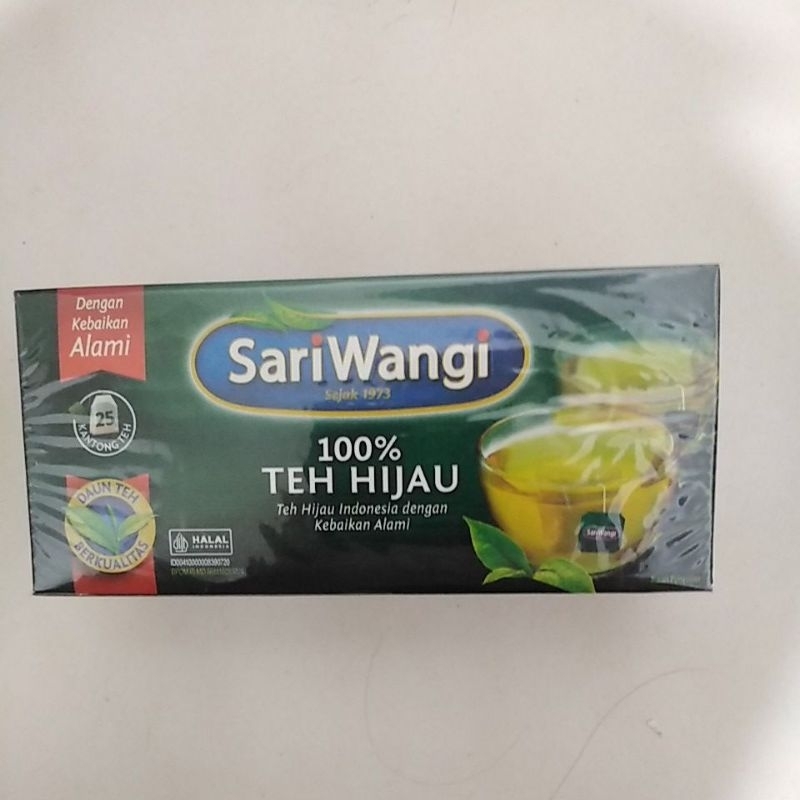 Dengan
Kebaikan
Alami
SariWangi
Sejak 1973
25
KANTONG TEH
100%
TEH HIJAU
Teh Hijau Indonesia dengan
Kebaikan Alami
DAUN TEH
BERKUALITAS
HALAL
INDONESIA
SariWangi